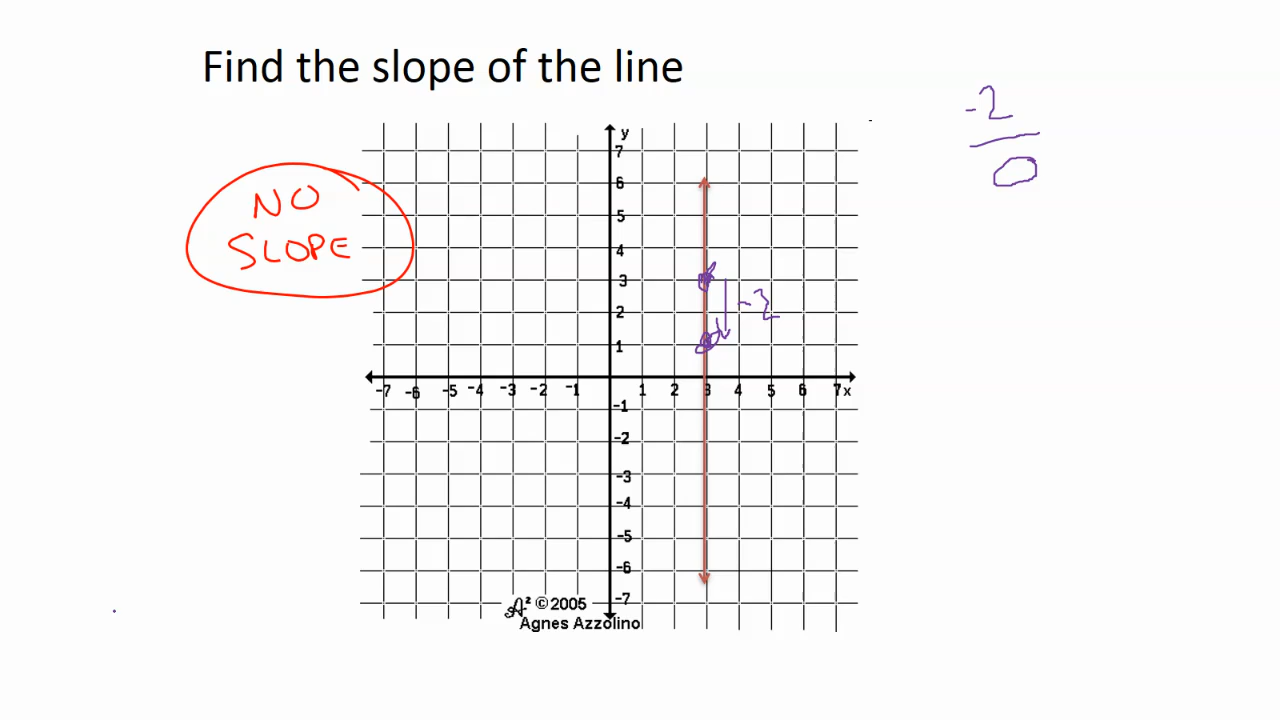 Find the slope of the line
-2
0
NO
SLOPE
y
7
6
5
4
3
2
1
-7 -6 -5 -4 -3 -2 -1 1 2 3 4 5 6 7x
-1
-2
-3
-4
-5
-6
-7
-2
A² ©2005
Agnes Azzolino